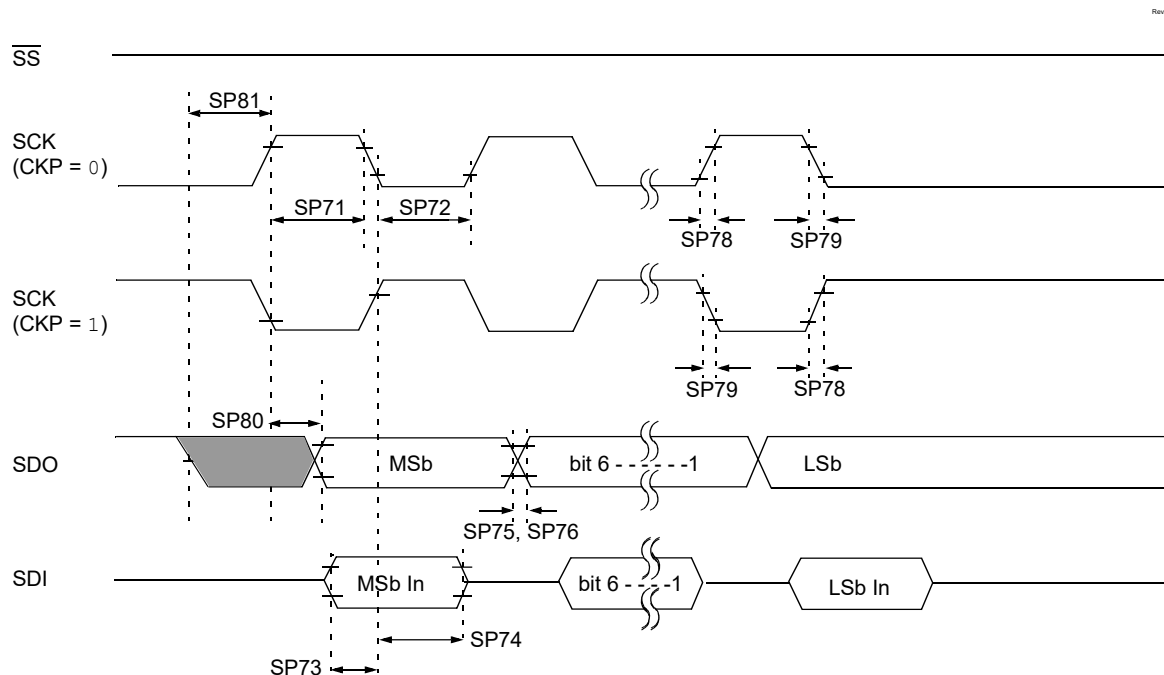 Rev
SS
SP81
SCK
(CKP = 0)
SP71
SP72
SP78
SP79
SCK
(CKP = 1)
SP79
SP78
SP80
SDO
MSb
bit 6 - - - - - -1
LSb
SP75, SP76
SDI
MSb In
bit 6 - - - -1
LSb In
SP74
SP73